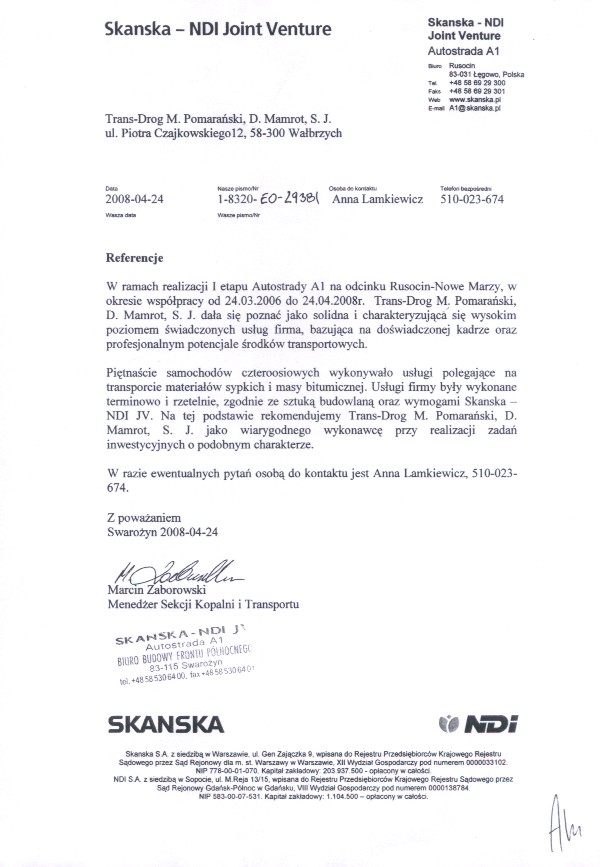 Skanska – NDI Joint Venture
Skanska - NDI
Joint Venture
Autostrada A1
Biuro Rusocin
83-031 Łęgowo, Polska
Tel. +48 58 69 29 300
Faks +48 58 69 29 301
Web www.skanska.pl
E-mail A1@skanska.pl
Trans-Drog M. Pomarański, D. Mamrot, S. J.
ul. Piotra Czajkowskiego12, 58-300 Wałbrzych
Data Nasze pismo/Nr Osoba do kontaktu Telefon bezpośredni
2008-04-24 1-8320-EO-29381 Anna Lamkiewicz 510-023-674
Wasza data Wasze pismo/Nr
Referencje
W ramach realizacji I etapu Autostrady A1 na odcinku Rusocin-Nowe Marzy, w
okresie współpracy od 24.03.2006 do 24.04.2008r. Trans-Drog M. Pomarański,
D. Mamrot, S. J. dała się poznać jako solidna i charakteryzująca się wysokim
poziomem świadczonych usług firma, bazująca na doświadczonej kadrze oraz
profesjonalnym potencjale środków transportowych.
Piętnaście samochodów czteroosiowych wykonywało usługi polegające na
transporcie materiałów sypkich i masy bitumicznej. Usługi firmy były wykonane
terminowo i rzetelnie, zgodnie ze sztuką budowlaną oraz wymogami Skanska –
NDI JV. Na tej podstawie rekomendujemy Trans-Drog M. Pomarański, D.
Mamrot, S. J. jako wiarygodnego wykonawcę przy realizacji zadań
inwestycyjnych o podobnym charakterze.
W razie ewentualnych pytań osobą do kontaktu jest Anna Lamkiewicz, 510-023-
674.
Z poważaniem
Swarożyn 2008-04-24
Marcin Zaborowski
Menedżer Sekcji Kopalni i Transportu
SKANSKA-NDI JV
Autostrada A1
BIURO BUDOWY FRONTU PÓŁNOCNEGO
83-115 Swarożyn
tel. +48 58 530 64 00, fax +48 58 530 64 01
SKANSKA
NDI
Skanska S.A. z siedzibą w Warszawie, ul. Gen Zajączka 9, wpisana do Rejestru Przedsiębiorców Krajowego Rejestru
Sądowego przez Sąd Rejonowy dla m. st. Warszawy w Warszawie, XII Wydział Gospodarczy pod numerem 0000033102.
NIP 778-00-01-070. Kapitał zakładowy: 203.937.500 - opłacony w całości.
NDI S.A. z siedzibą w Sopocie, ul. M.Reja 13/15, wpisana do Rejestru Przedsiębiorców Krajowego Rejestru Sądowego przez
Sąd Rejonowy Gdańsk-Północ w Gdańsku, VIII Wydział Gospodarczy pod numerem 0000138784.
NIP 583-00-07-531. Kapitał zakładowy: 1.104.500 – opłacony w całości.